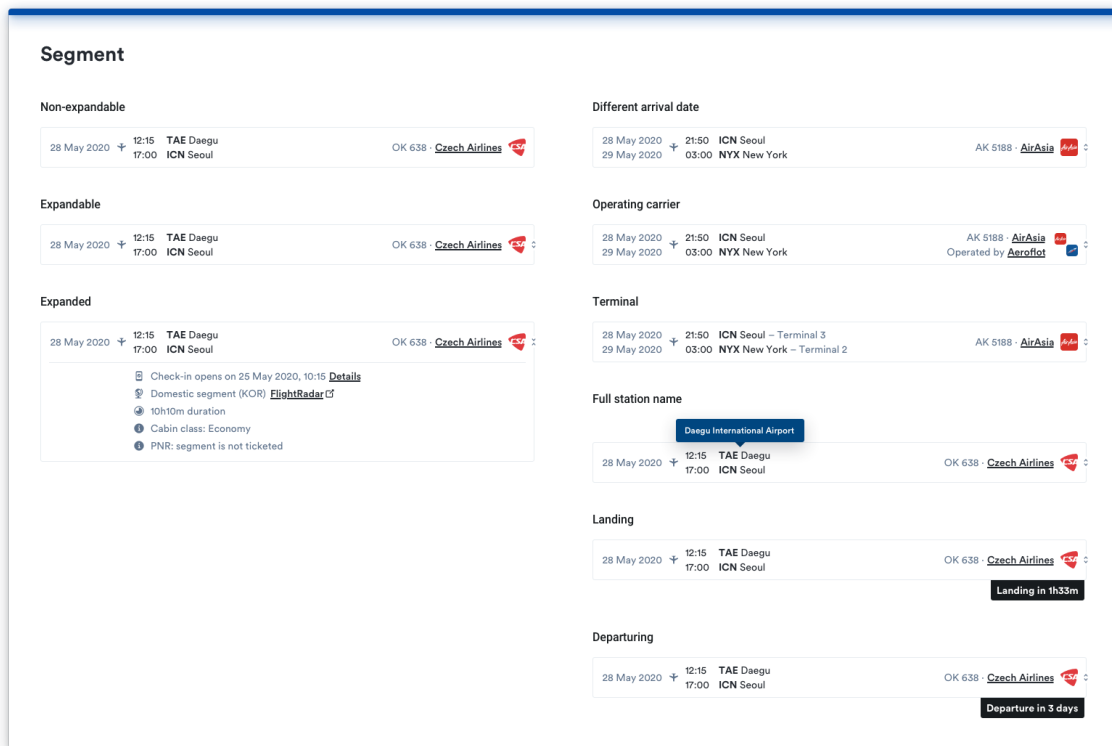 Segment
Non-expandable
28 May 2020 12:15 TAE Daegu
17:00 ICN Seoul
OK 638 · Czech Airlines CSA
Expandable
28 May 2020 12:15 TAE Daegu
17:00 ICN Seoul
OK 638 · Czech Airlines CSA
Expanded
28 May 2020 12:15 TAE Daegu
17:00 ICN Seoul
OK 638 · Czech Airlines CSA
Check-in opens on 25 May 2020, 10:15 Details
Domestic segment (KOR) FlightRadar
10h10m duration
Cabin class: Economy
PNR: segment is not ticketed
Different arrival date
28 May 2020 21:50 ICN Seoul
29 May 2020 03:00 NYX New York
AK 5188 · AirAsia AirAsia
Operating carrier
28 May 2020 21:50 ICN Seoul
29 May 2020 03:00 NYX New York
AK 5188 · AirAsia
Operated by Aeroflot
Terminal
28 May 2020 21:50 ICN Seoul – Terminal 3
29 May 2020 03:00 NYX New York – Terminal 2
AK 5188 · AirAsia AirAsia
Full station name
Daegu International Airport
28 May 2020 12:15 TAE Daegu
17:00 ICN Seoul
OK 638 · Czech Airlines CSA
Landing
28 May 2020 12:15 TAE Daegu
17:00 ICN Seoul
OK 638 · Czech Airlines CSA
Landing in 1h33m
Departuring
28 May 2020 12:15 TAE Daegu
17:00 ICN Seoul
OK 638 · Czech Airlines CSA
Departure in 3 days